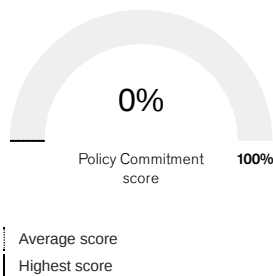 0%
Policy Commitment
score
100%
Average score
Highest score